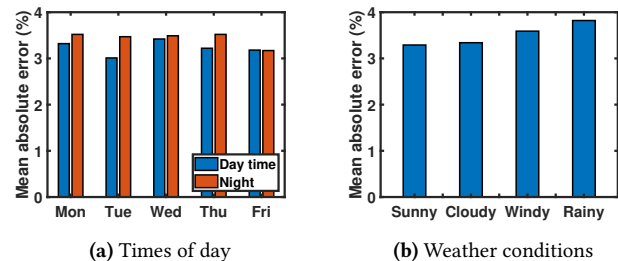 Mean absolute error (%)
4
3
2
1
0
Mon Tue Wed Thu Fri
Day time
Night
(a) Times of day
Mean absolute error (%)
4
3
2
1
0
Sunny Cloudy Windy Rainy
(b) Weather conditions